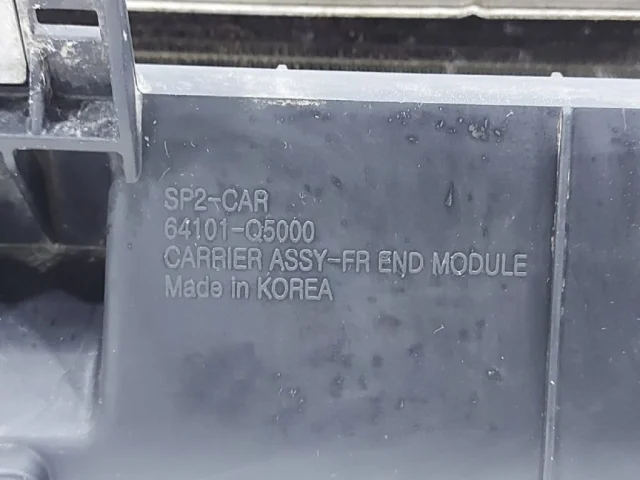 SP2-CAR
64101-Q5000
CARRIER ASSY-FR END MODULE
Made in KOREA